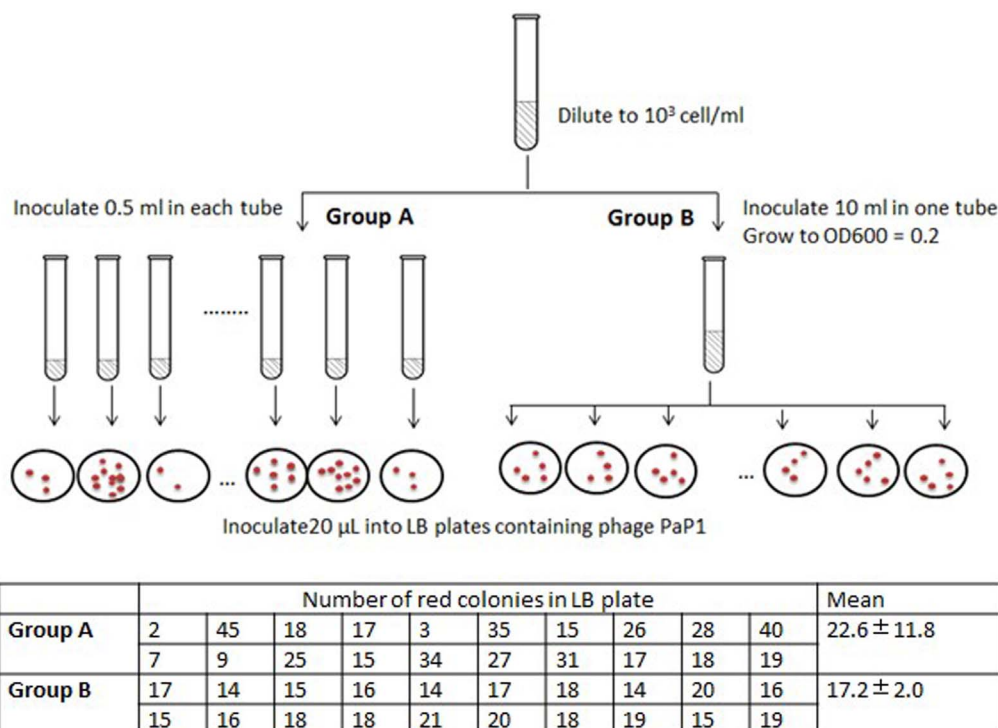 Dilute to 10³ cell/ml
Inoculate 0.5 ml in each tube
Group A
Group B
Inoculate 10 ml in one tube
Grow to OD600 = 0.2
........
...
...
Inoculate20 µL into LB plates containing phage PaP1
Number of red colonies in LB plate Mean
Group A 2 45 18 17 3 35 15 26 28 40 22.6±11.8
7 9 25 15 34 27 31 17 18 19
Group B 17 14 15 16 14 17 18 14 20 16 17.2±2.0
15 16 18 18 21 20 18 19 15 19